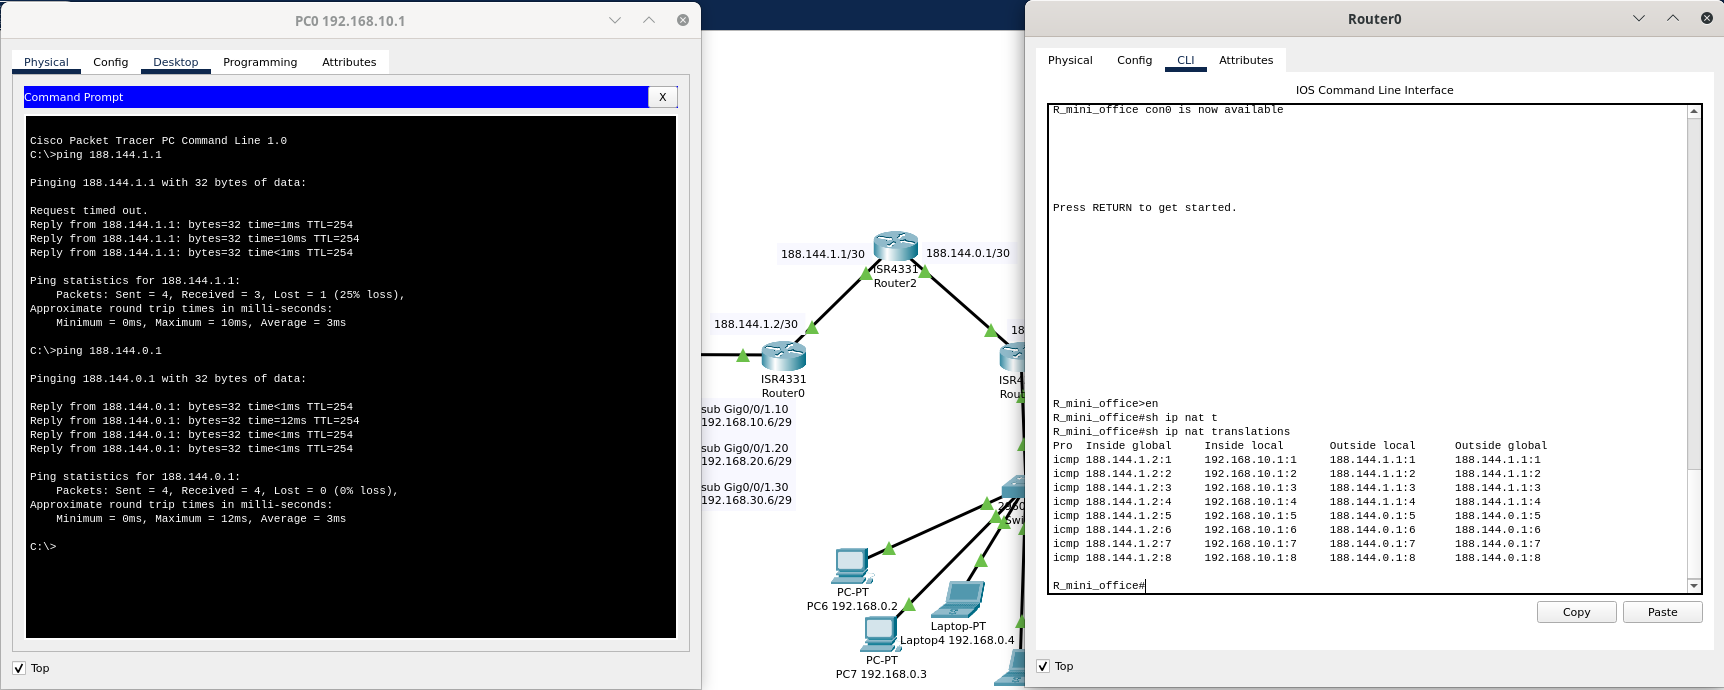 PC0 192.168.10.1
Physical Config Desktop Programming Attributes
Command Prompt X
Cisco Packet Tracer PC Command Line 1.0
C:\>ping 188.144.1.1
Pinging 188.144.1.1 with 32 bytes of data:
Request timed out.
Reply from 188.144.1.1: bytes=32 time=1ms TTL=254
Reply from 188.144.1.1: bytes=32 time=10ms TTL=254
Reply from 188.144.1.1: bytes=32 time<1ms TTL=254
Ping statistics for 188.144.1.1:
Packets: Sent = 4, Received = 3, Lost = 1 (25% loss),
Approximate round trip times in milli-seconds:
Minimum = 0ms, Maximum = 10ms, Average = 3ms
C:\>ping 188.144.0.1
Pinging 188.144.0.1 with 32 bytes of data:
Reply from 188.144.0.1: bytes=32 time<1ms TTL=254
Reply from 188.144.0.1: bytes=32 time=12ms TTL=254
Reply from 188.144.0.1: bytes=32 time<1ms TTL=254
Reply from 188.144.0.1: bytes=32 time<1ms TTL=254
Ping statistics for 188.144.0.1:
Packets: Sent = 4, Received = 4, Lost = 0 (0% loss),
Approximate round trip times in milli-seconds:
Minimum = 0ms, Maximum = 12ms, Average = 3ms
C:\>
Top
188.144.1.1/30
188.144.0.1/30
ISR4331
Router2
188.144.1.2/30
18
ISR4331
Router0
ISR4
Rout
sub Gig0/0/1.10
192.168.10.6/29
sub Gig0/0/1.20
192.168.20.6/29
sub Gig0/0/1.30
192.168.30.6/29
2960
Swi
PC-PT
PC6 192.168.0.2
Laptop-PT
Laptop4 192.168.0.4
PC-PT
PC7 192.168.0.3
Router0
Physical Config CLI Attributes
IOS Command Line Interface
R_mini_office con0 is now available
Press RETURN to get started.
R_mini_office>en
R_mini_office#sh ip nat t
R_mini_office#sh ip nat translations
Pro Inside global Inside local Outside local Outside global
icmp 188.144.1.2:1 192.168.10.1:1 188.144.1.1:1 188.144.1.1:1
icmp 188.144.1.2:2 192.168.10.1:2 188.144.1.1:2 188.144.1.1:2
icmp 188.144.1.2:3 192.168.10.1:3 188.144.1.1:3 188.144.1.1:3
icmp 188.144.1.2:4 192.168.10.1:4 188.144.1.1:4 188.144.1.1:4
icmp 188.144.1.2:5 192.168.10.1:5 188.144.0.1:5 188.144.0.1:5
icmp 188.144.1.2:6 192.168.10.1:6 188.144.0.1:6 188.144.0.1:6
icmp 188.144.1.2:7 192.168.10.1:7 188.144.0.1:7 188.144.0.1:7
icmp 188.144.1.2:8 192.168.10.1:8 188.144.0.1:8 188.144.0.1:8
R_mini_office#
Copy Paste
Top